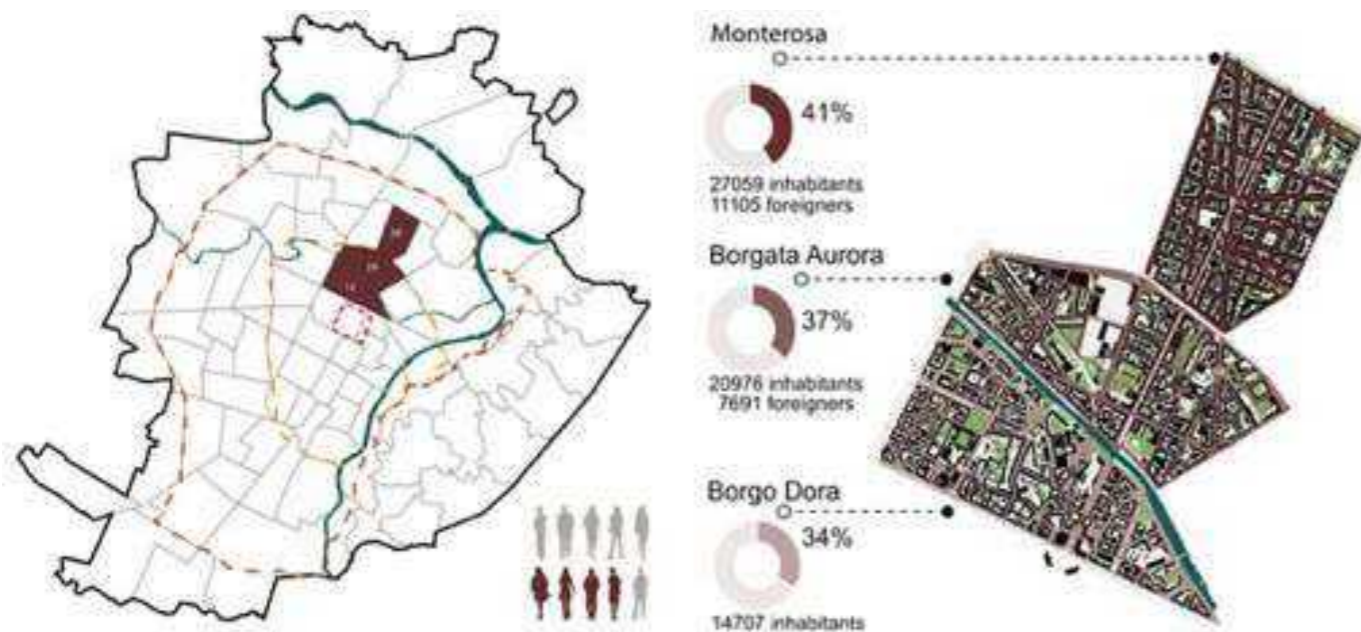 Monterosa
41%
27059 inhabitants
11105 foreigners
Borgata Aurora
37%
20976 inhabitants
7691 foreigners
Borgo Dora
34%
14707 inhabitants